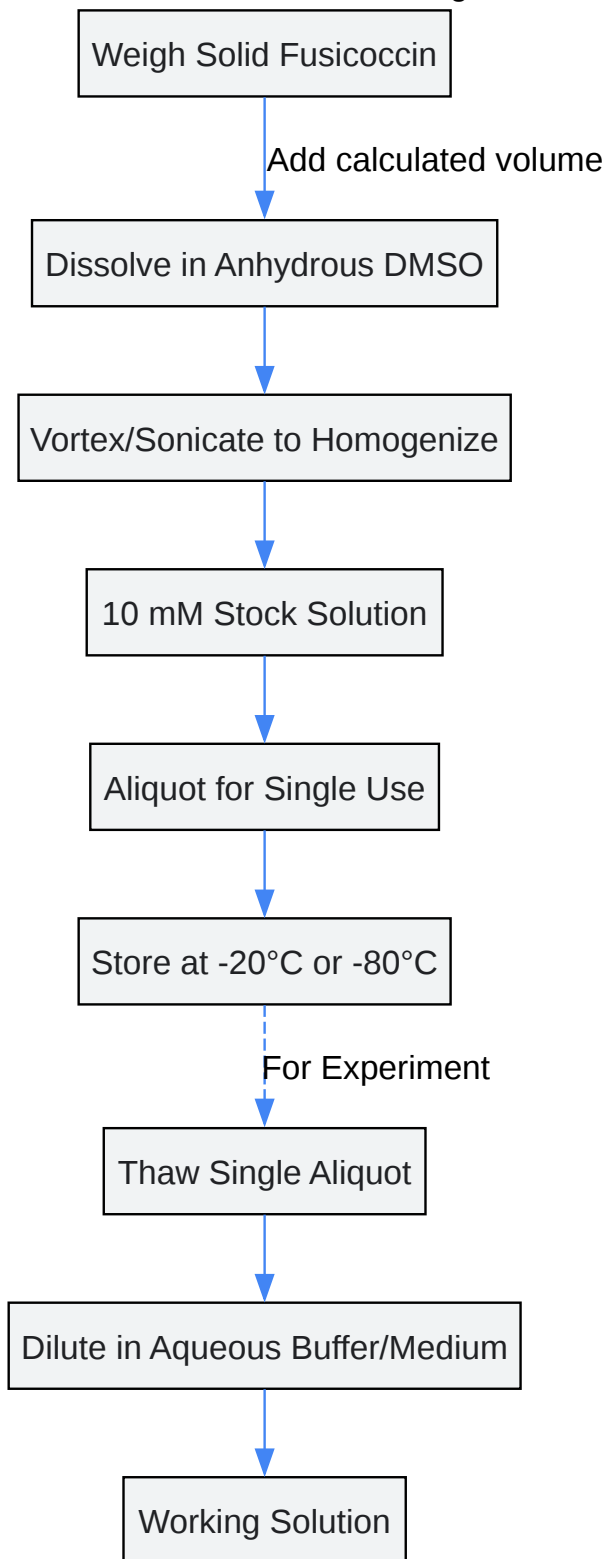 Weigh Solid Fusicoccin
Add calculated volume
Dissolve in Anhydrous DMSO
Vortex/Sonicate to Homogenize
10 mM Stock Solution
Aliquot for Single Use
Store at -20°C or -80°C
For Experiment
Thaw Single Aliquot
Dilute in Aqueous Buffer/Medium
Working Solution